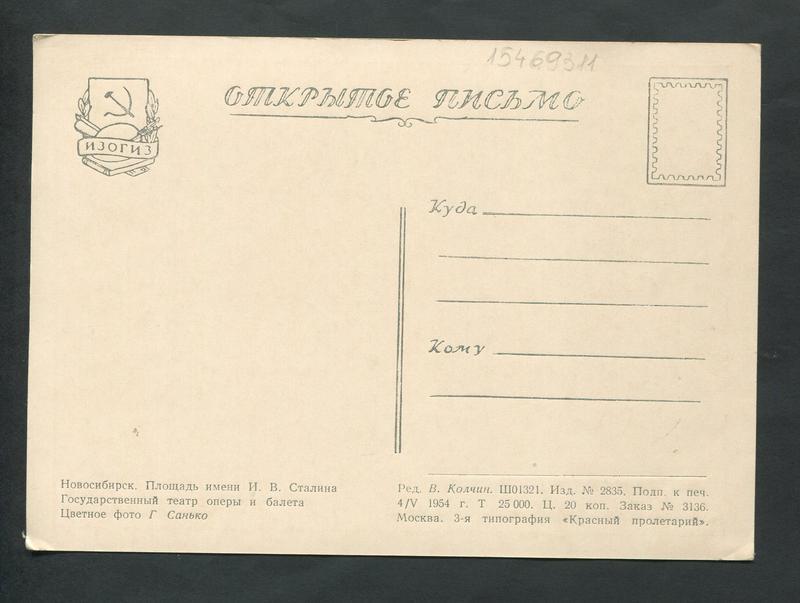 15469311
ОТКРЫТОЕ ПИСЬМО
ИЗОГИЗ
Куда
Кому
Новосибирск. Площадь имени И. В. Сталина
Государственный театр оперы и балета
Цветное фото Г Санько
Ред. В. Колчин. Ш01321. Изд. № 2835. Подп. к печ.
4/V 1954 г. Т 25 000. Ц. 20 коп. Заказ № 3136.
Москва. 3-я типография «Красный пролетарий».